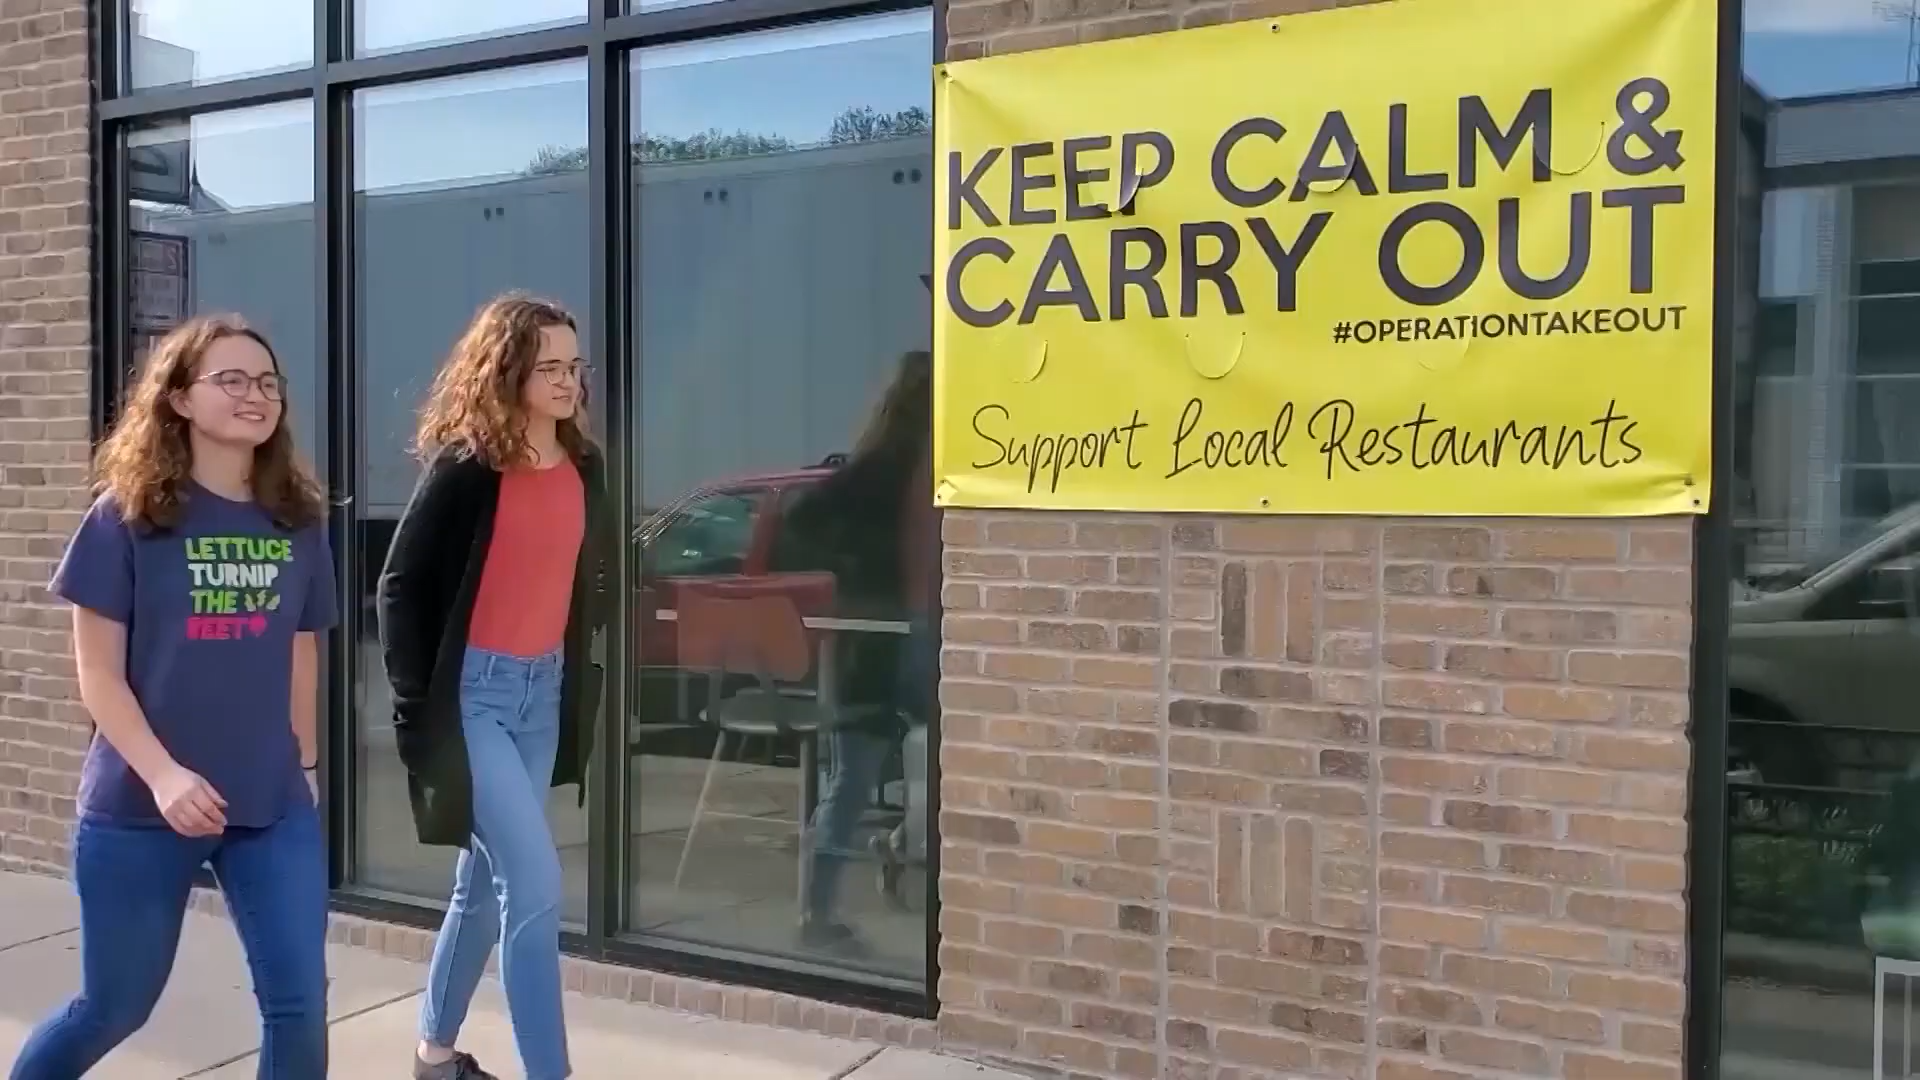 KEEP CALM &
CARRY OUT
#OPERATIONTAKEOUT
Support Local Restaurants
LETTUCE
TURNIP
THE
BEET